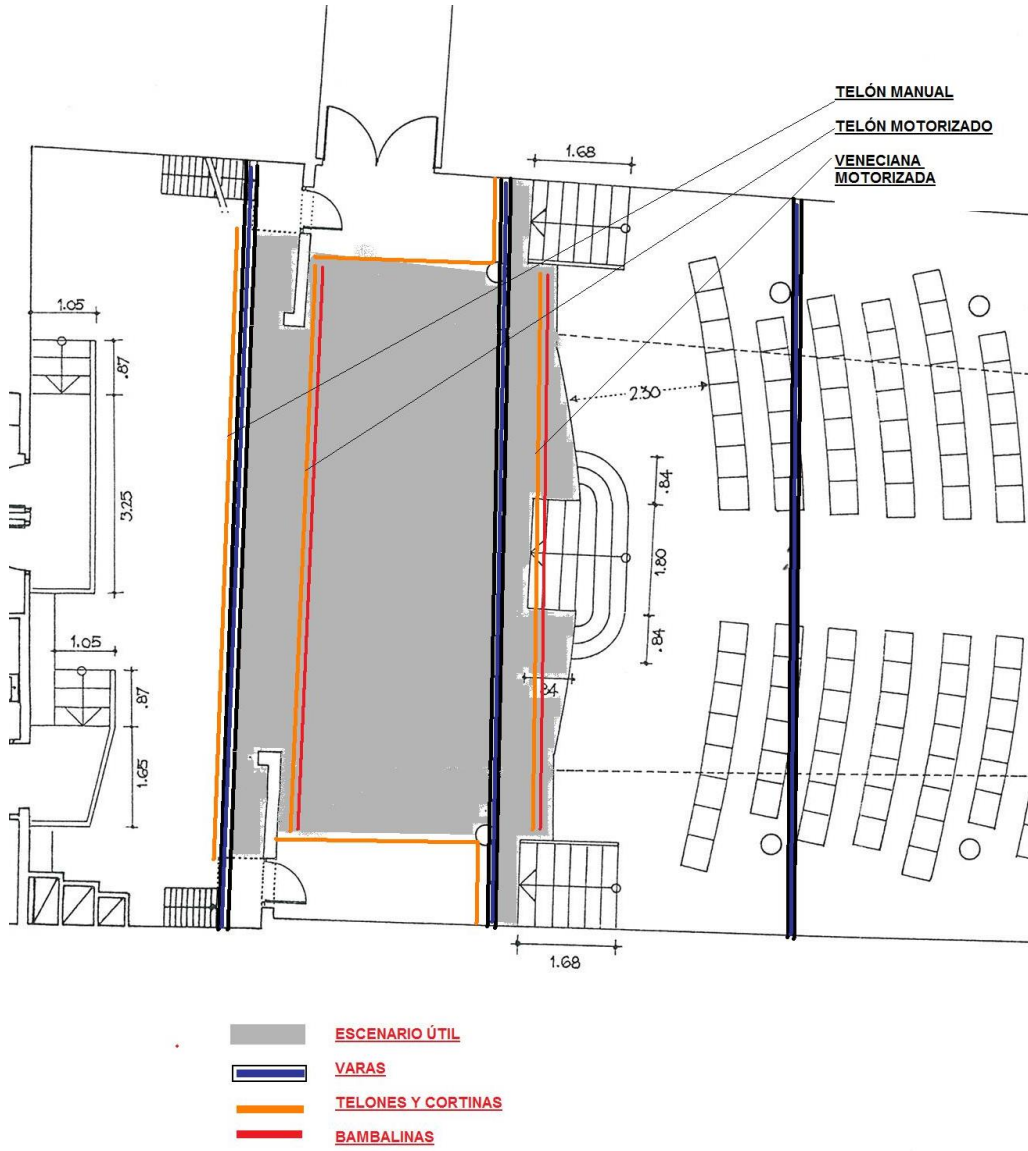 TELÓN MANUAL
TELÓN MOTORIZADO
VENECIANA
MOTORIZADA
1.68
1.05
.87
2.30
3.25
.84
1.80
1.05
.84
.84
.87
1.65
1.68
ESCENARIO ÚTIL
VARAS
TELONES Y CORTINAS
BAMBALINAS